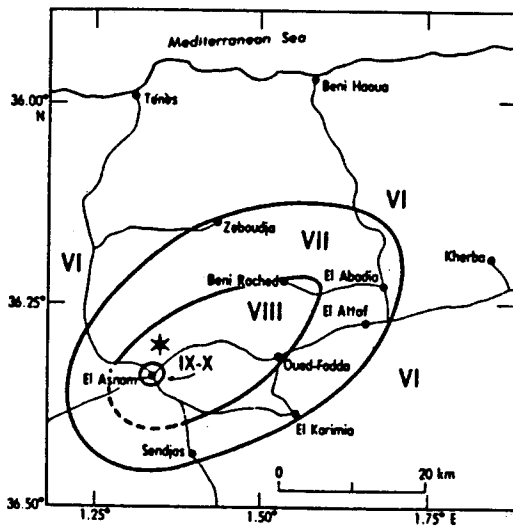 Mediterranean Sea
36.00°
N
Ténès
Beni Haoua
VI
Zeboudja
VII
VI
Kherba
El Abadia
Beni Rached
36.25°
VIII
El Attaf
IX-X
Oued-Fodda
El Asnam
VI
El Karimia
Sendjas
0
20 km
36.50°
1.25°
1.50°
1.75° E